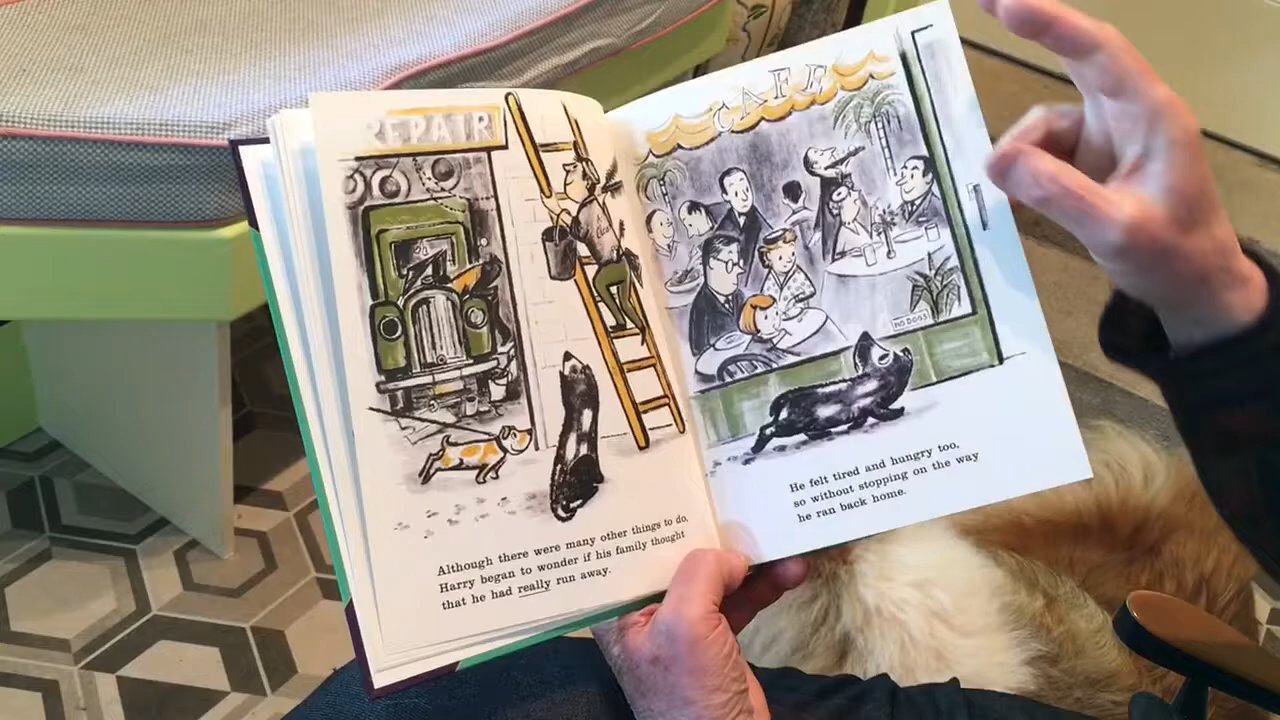 REPAIR
CAFE
NO DOGS
Although there were many other things to do,
Harry began to wonder if his family thought
that he had really run away.
He felt tired and hungry too,
so without stopping on the way
he ran back home.